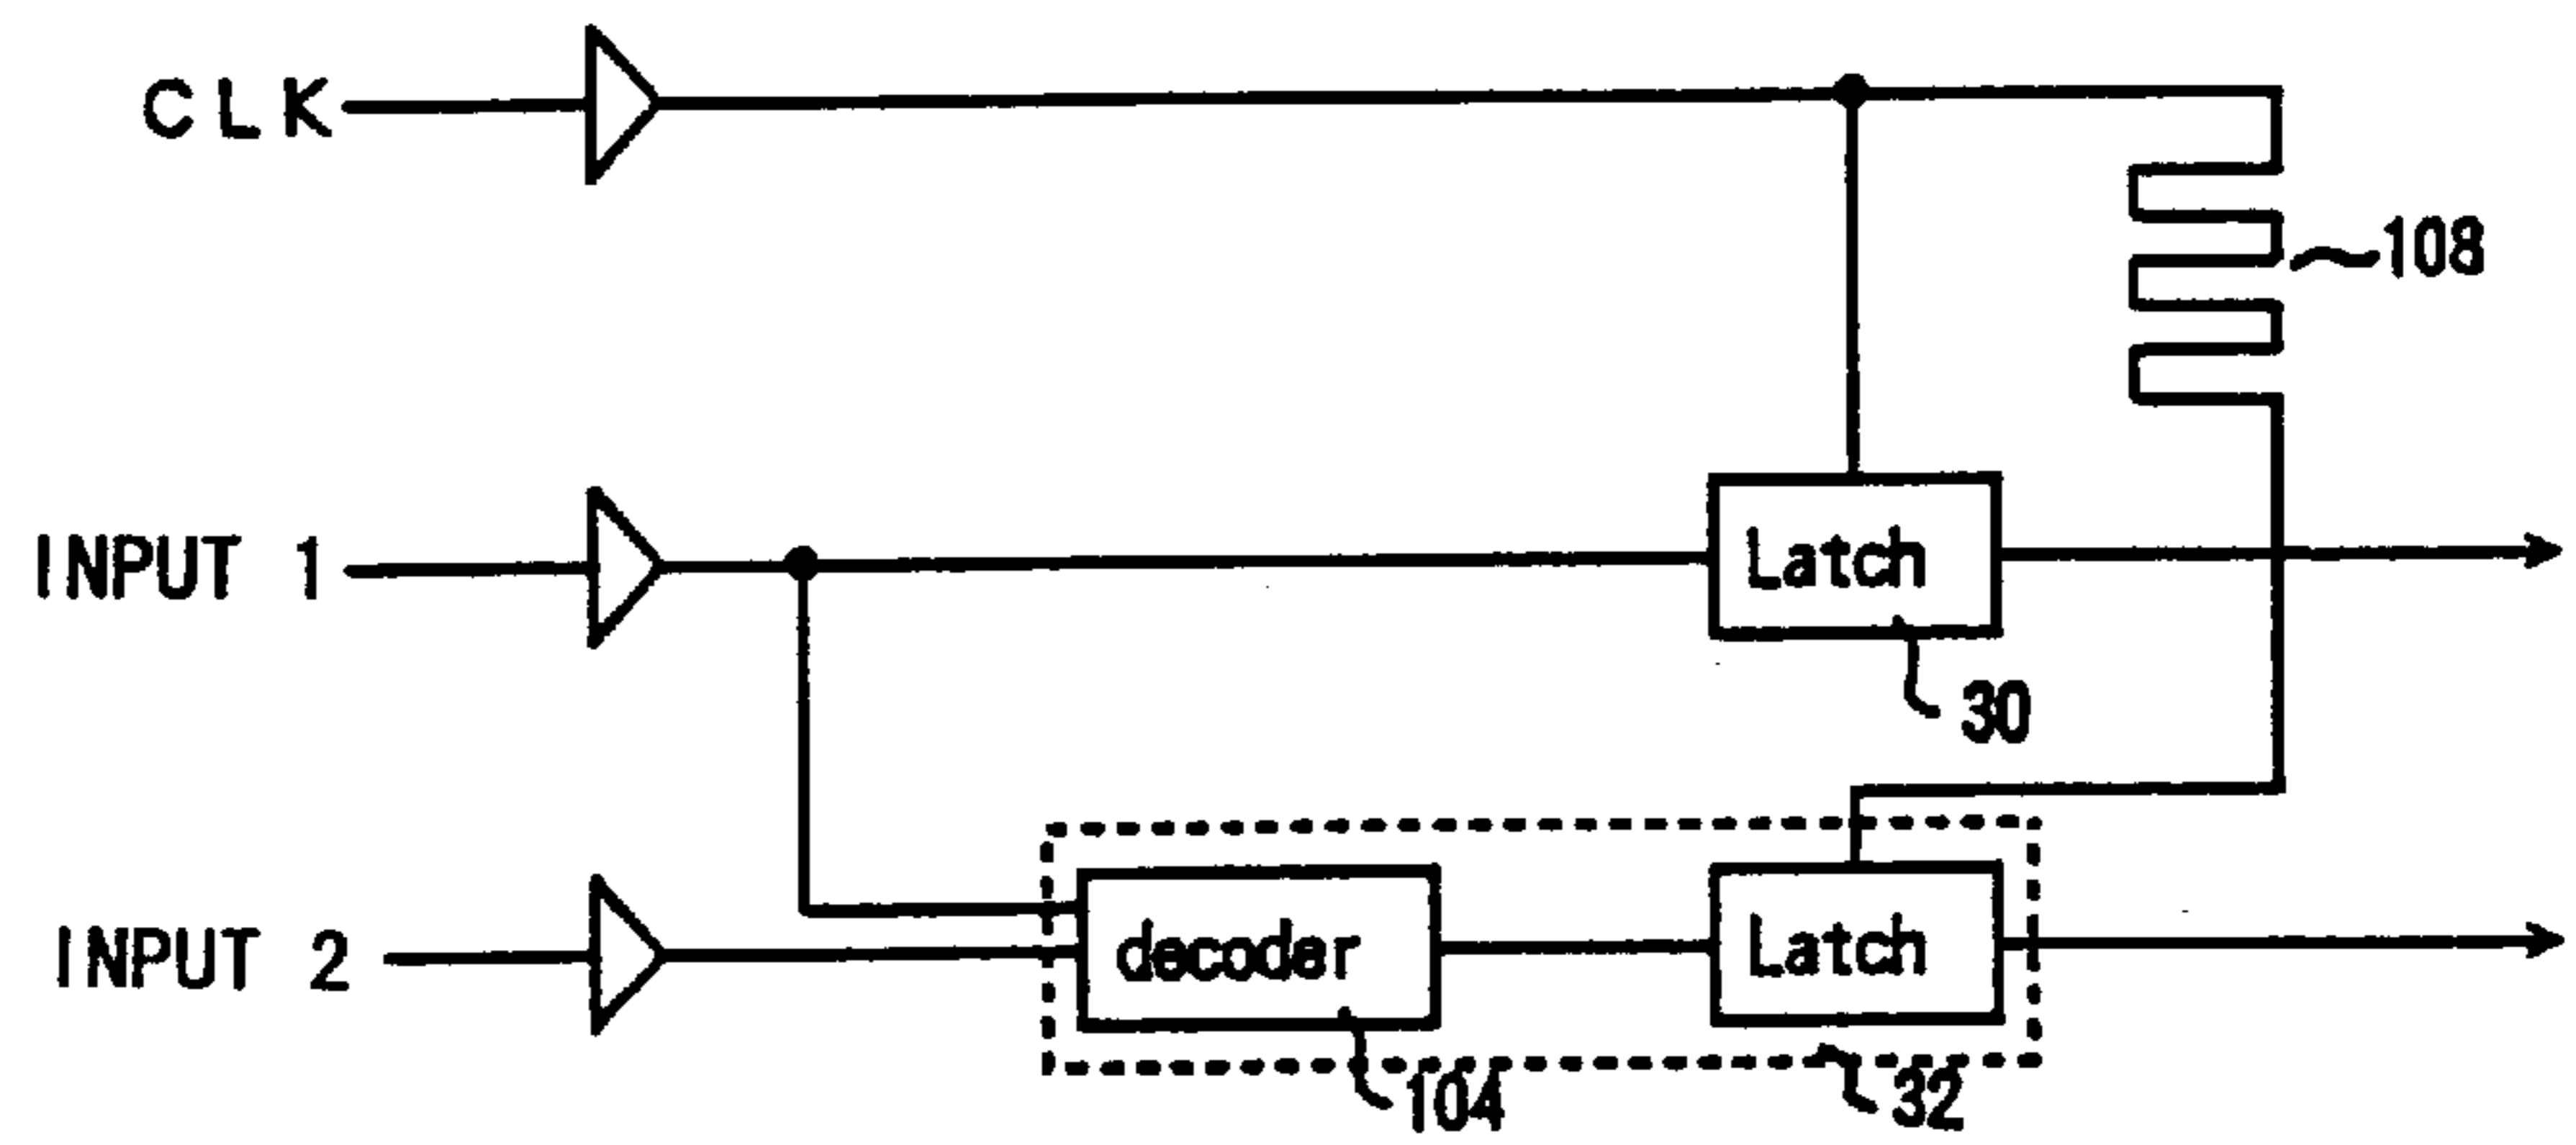 CLK
108
INPUT 1
Latch
30
INPUT 2
decoder
Latch
104
32